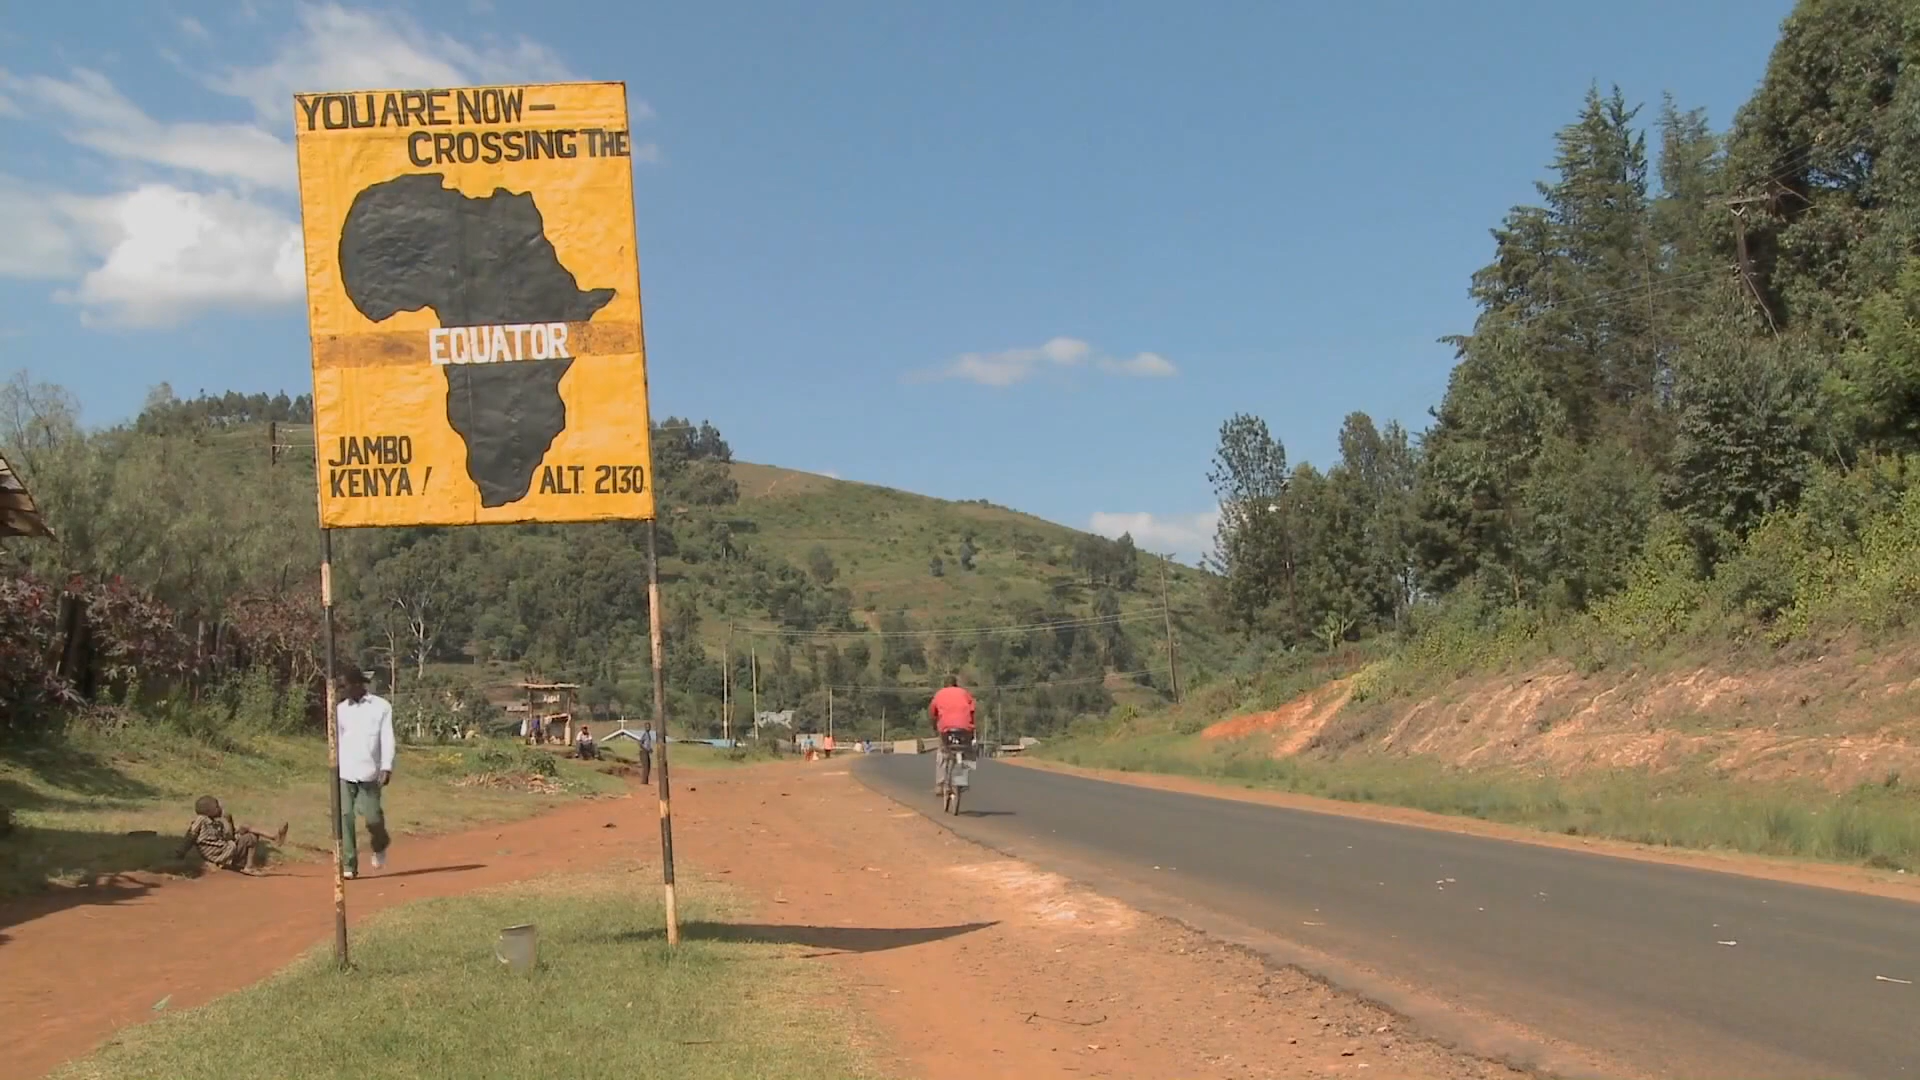 YOU ARE NOW —
CROSSING THE
EQUATOR
JAMBO
KENYA!
ALT. 2130